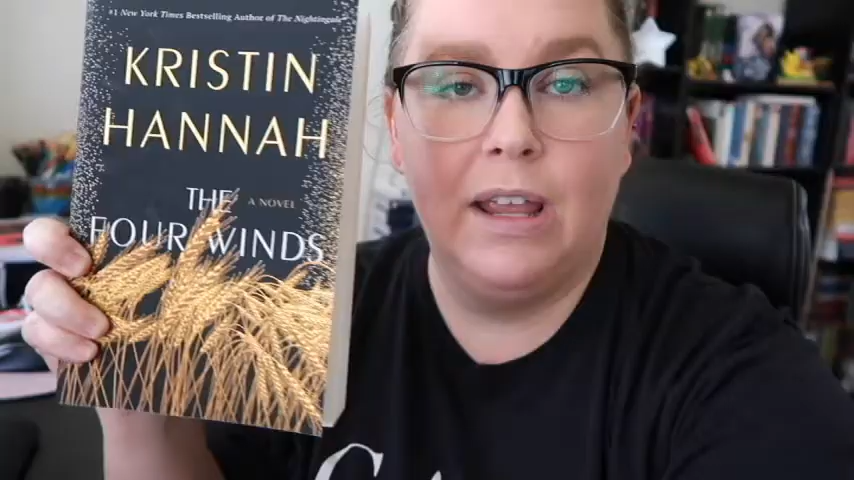 #1 New York Times Bestselling Author of The Nightingale
KRISTIN
HANNAH
THE
A NOVEL
FOUR WINDS